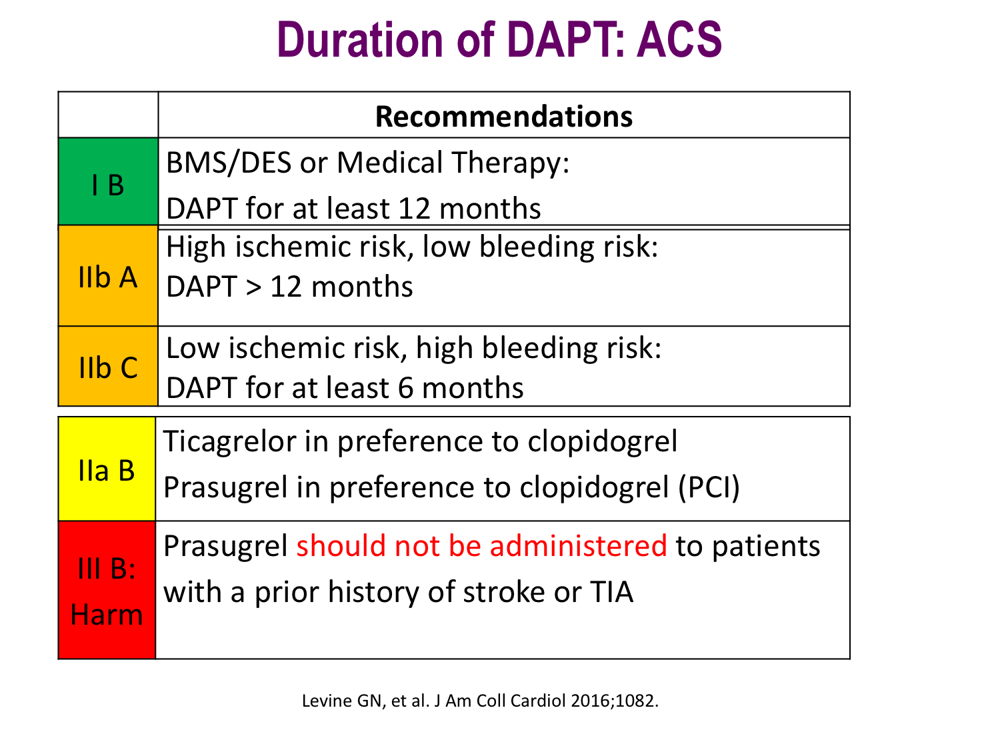 Duration of DAPT: ACS
Recommendations
I B
BMS/DES or Medical Therapy:
DAPT for at least 12 months
IIb A
High ischemic risk, low bleeding risk:
DAPT > 12 months
IIb C
Low ischemic risk, high bleeding risk:
DAPT for at least 6 months
IIa B
Ticagrelor in preference to clopidogrel
Prasugrel in preference to clopidogrel (PCI)
III B:
Harm
Prasugrel should not be administered to patients
with a prior history of stroke or TIA
Levine GN, et al. J Am Coll Cardiol 2016;1082.